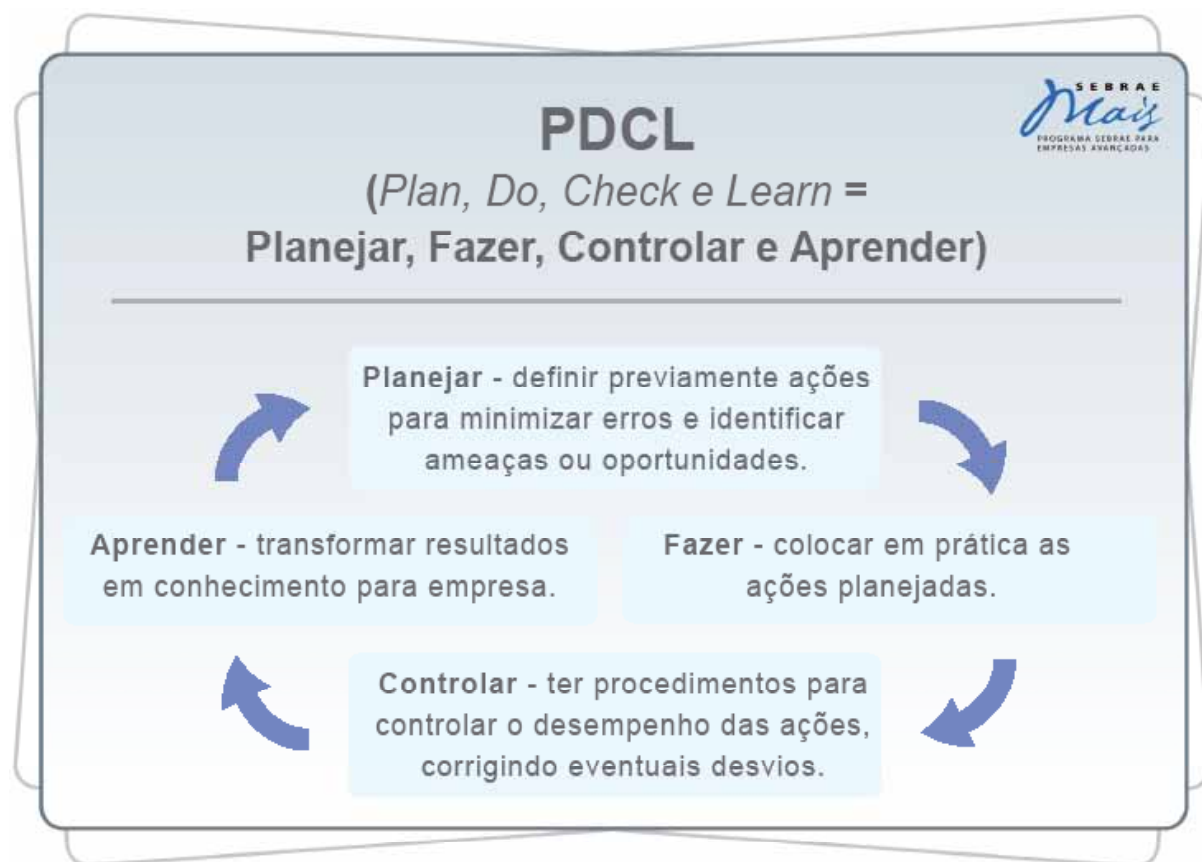 SEBRAE
Mais
PROGRAMA SEBRAE PARA
EMPRESAS AVANÇADAS
PDCL
(Plan, Do, Check e Learn =
Planejar, Fazer, Controlar e Aprender)
Planejar - definir previamente ações
para minimizar erros e identificar
ameaças ou oportunidades.
Aprender - transformar resultados
em conhecimento para empresa.
Fazer - colocar em prática as
ações planejadas.
Controlar - ter procedimentos para
controlar o desempenho das ações,
corrigindo eventuais desvios.